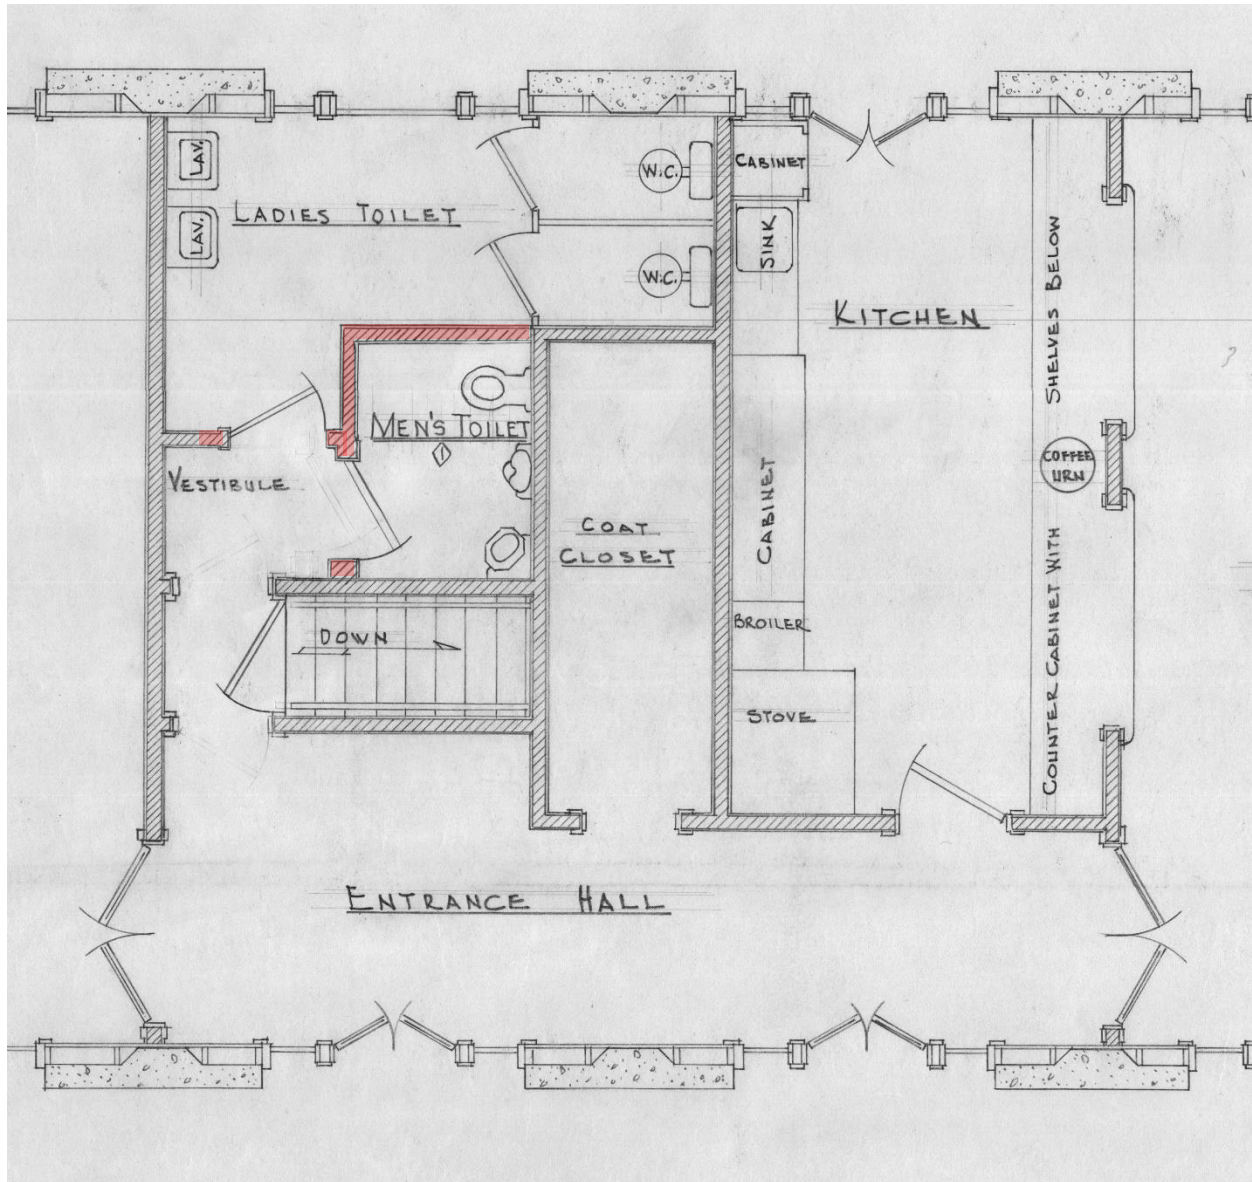 LAV.
LAV.
LADIES TOILET
W.C.
W.C.
CABINET
SINK
KITCHEN
SHELVES BELOW
COUNTER CABINET WITH
?
MEN'S TOILET
1
VESTIBULE
COAT
CLOSET
CABINET
COFFEE
URN
DOWN
BROILER
STOVE
ENTRANCE HALL